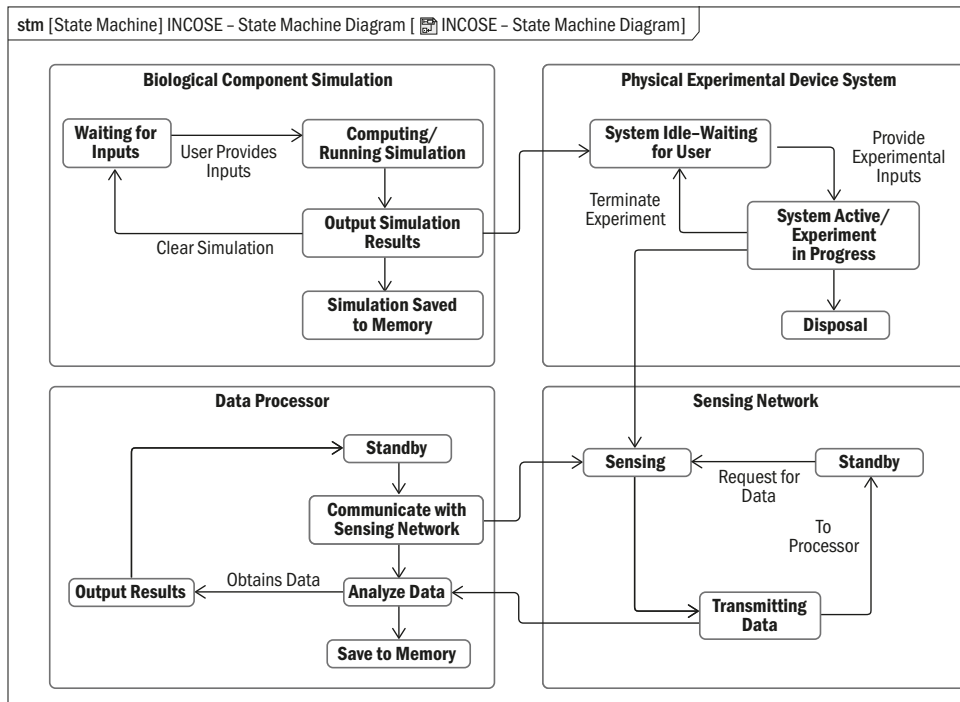 stm [State Machine] INCOSE – State Machine Diagram [ INCOSE – State Machine Diagram]
Biological Component Simulation
Waiting for
Inputs
User Provides
Inputs
Computing/
Running Simulation
Output Simulation
Results
Clear Simulation
Simulation Saved
to Memory
Physical Experimental Device System
System Idle–Waiting
for User
Provide
Experimental
Inputs
Terminate
Experiment
System Active/
Experiment
in Progress
Disposal
Data Processor
Standby
Communicate with
Sensing Network
Obtains Data
Output Results
Analyze Data
Save to Memory
Sensing Network
Sensing
Request for
Data
Standby
To
Processor
Transmitting
Data